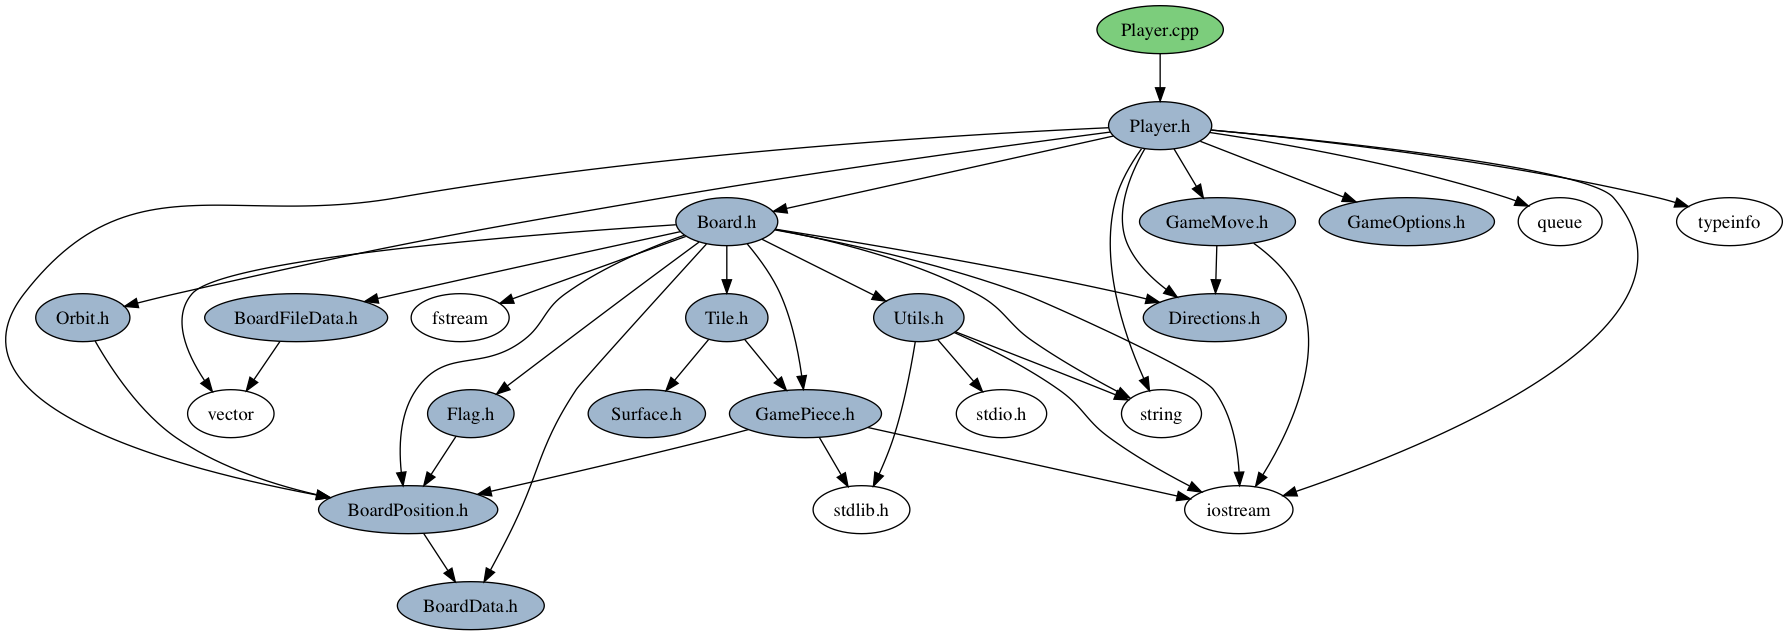 Player.cpp
Player.h
Board.h
GameMove.h
GameOptions.h
queue
typeinfo
Orbit.h
BoardFileData.h
fstream
Tile.h
Utils.h
Directions.h
vector
Flag.h
Surface.h
GamePiece.h
stdio.h
string
BoardPosition.h
stdlib.h
iostream
BoardData.h